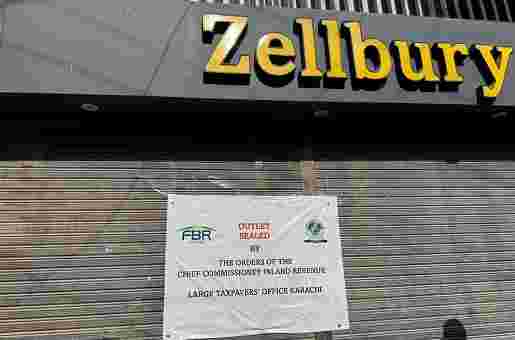 Zellbury
FBR
OUTLET
SEALED
BY
THE ORDERS OF THE
CHIEF COMMISSIONER INLAND REVENUE
LARGE TAXPAYERS' OFFICE KARACHI